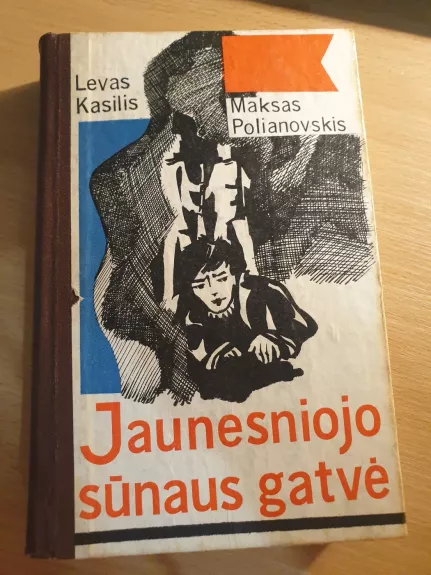 Levas
Kasilis
Maksas
Polianovskis
Jaunesniojo
sūnaus gatvė